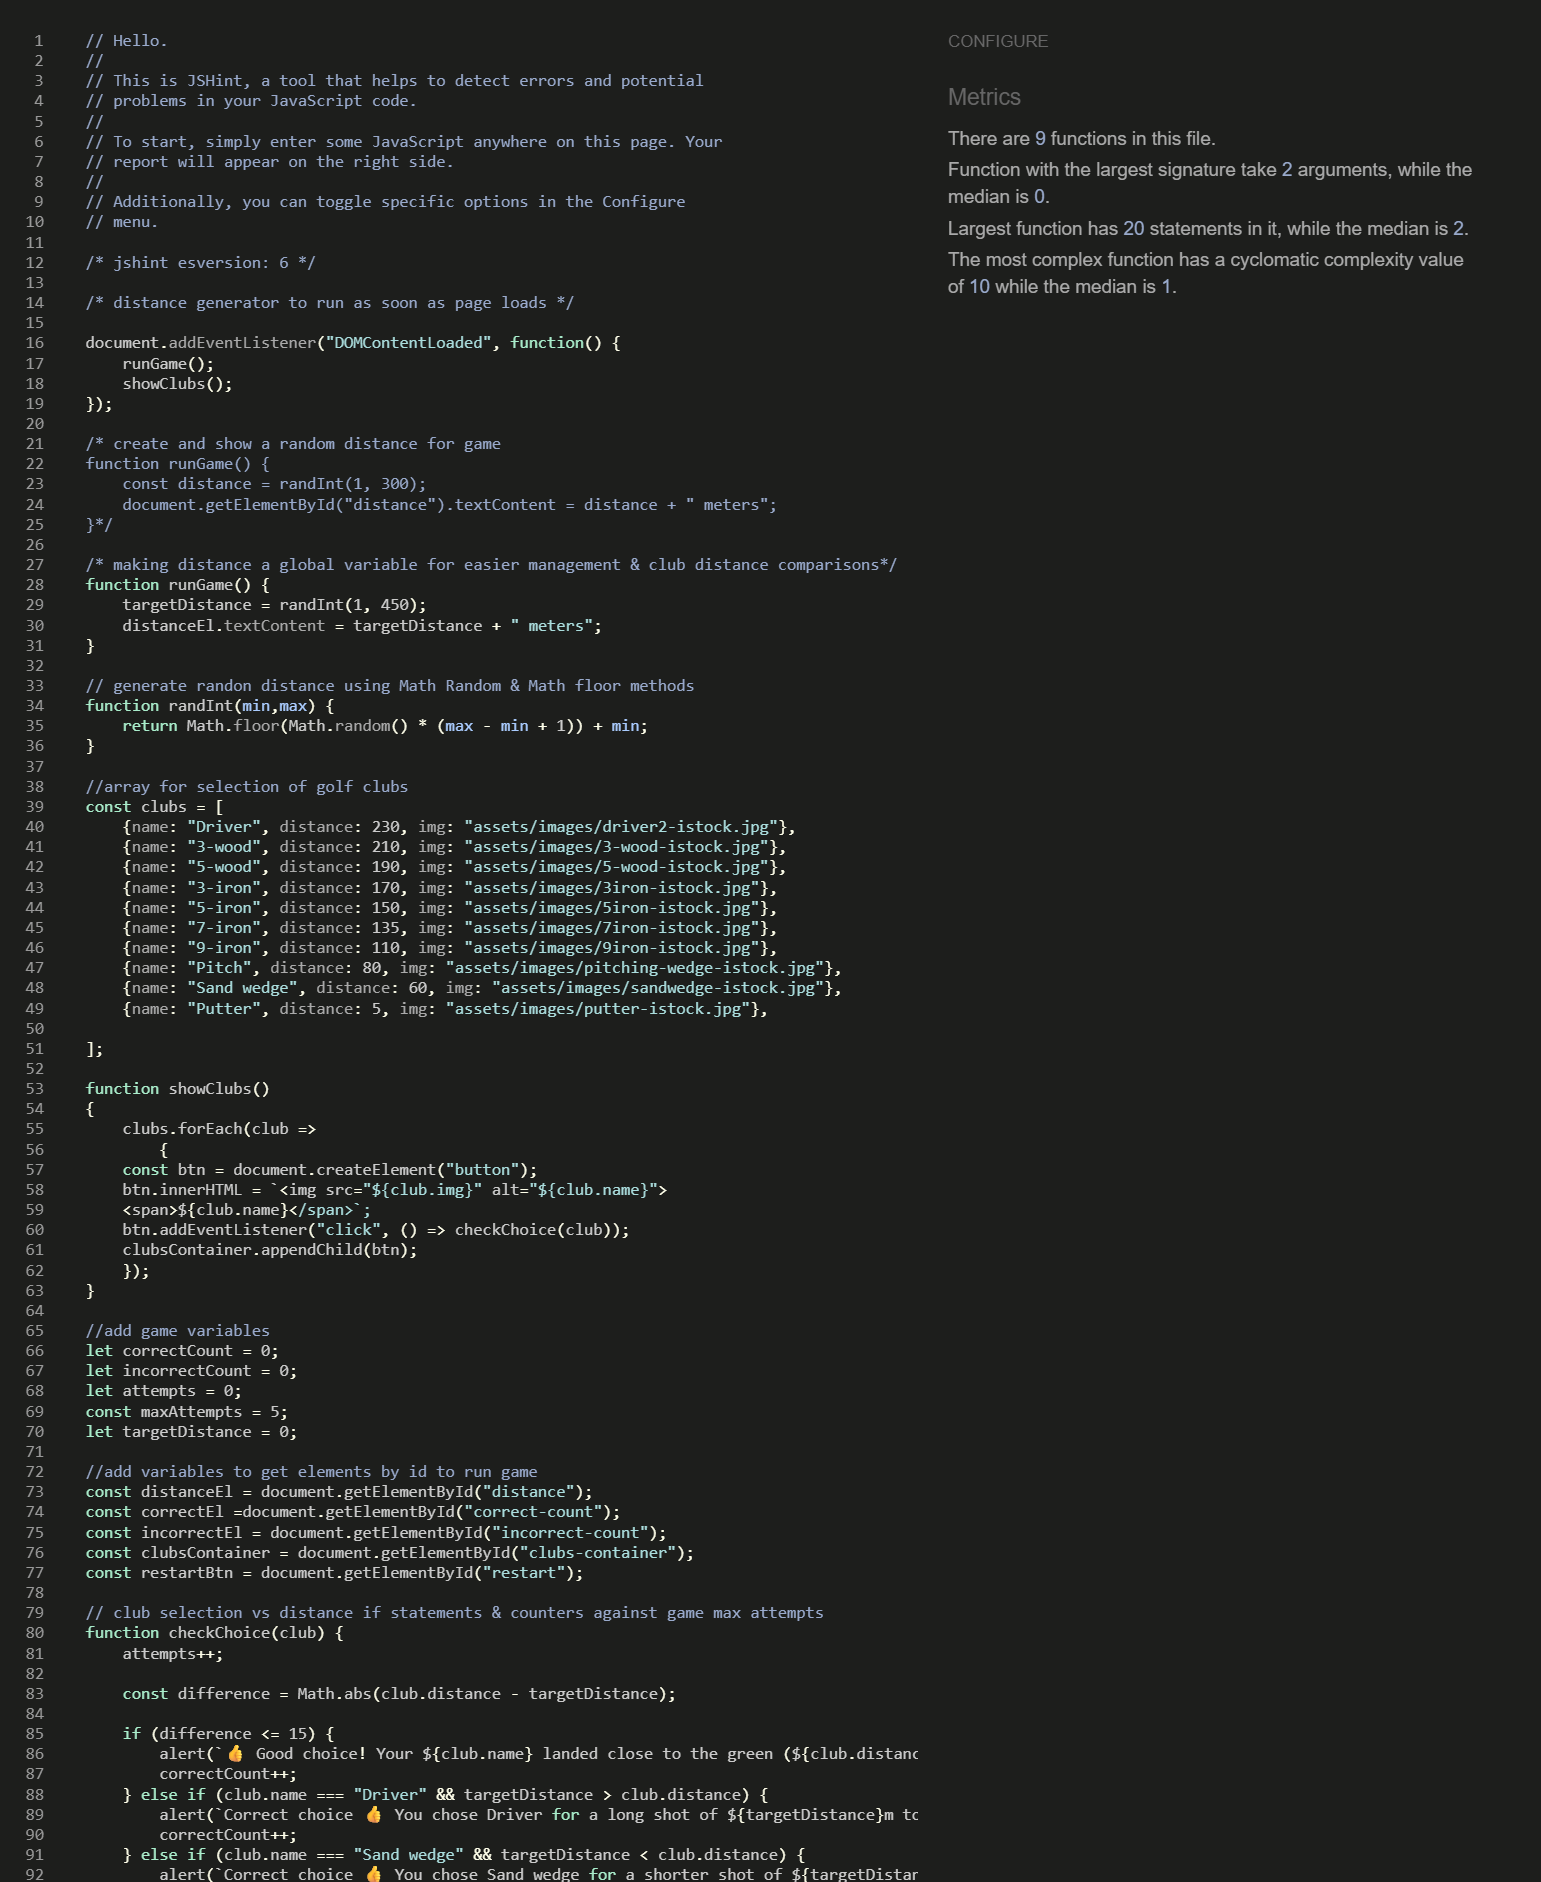 1 // Hello.
2 //
3 // This is JSHint, a tool that helps to detect errors and potential
4 // problems in your JavaScript code.
5 //
6 // To start, simply enter some JavaScript anywhere on this page. Your
7 // report will appear on the right side.
8 //
9 // Additionally, you can toggle specific options in the Configure
10 // menu.
11
12 /* jshint esversion: 6 */
13
14 /* distance generator to run as soon as page loads */
15
16 document.addEventListener("DOMContentLoaded", function() {
17     runGame();
18     showClubs();
19 });
20
21 /* create and show a random distance for game
22 function runGame() {
23     const distance = randInt(1, 300);
24     document.getElementById("distance").textContent = distance + " meters";
25 }*/
26
27 /* making distance a global variable for easier management & club distance comparisons*/
28 function runGame() {
29     targetDistance = randInt(1, 450);
30     distanceEl.textContent = targetDistance + " meters";
31 }
32
33 // generate randon distance using Math Random & Math floor methods
34 function randInt(min,max) {
35     return Math.floor(Math.random() * (max - min + 1)) + min;
36 }
37
38 //array for selection of golf clubs
39 const clubs = [
40     {name: "Driver", distance: 230, img: "assets/images/driver2-istock.jpg"},
41     {name: "3-wood", distance: 210, img: "assets/images/3-wood-istock.jpg"},
42     {name: "5-wood", distance: 190, img: "assets/images/5-wood-istock.jpg"},
43     {name: "3-iron", distance: 170, img: "assets/images/3iron-istock.jpg"},
44     {name: "5-iron", distance: 150, img: "assets/images/5iron-istock.jpg"},
45     {name: "7-iron", distance: 135, img: "assets/images/7iron-istock.jpg"},
46     {name: "9-iron", distance: 110, img: "assets/images/9iron-istock.jpg"},
47     {name: "Pitch", distance: 80, img: "assets/images/pitching-wedge-istock.jpg"},
48     {name: "Sand wedge", distance: 60, img: "assets/images/sandwedge-istock.jpg"},
49     {name: "Putter", distance: 5, img: "assets/images/putter-istock.jpg"},
50
51 ];
52
53 function showClubs()
54 {
55     clubs.forEach(club =>
56         {
57     const btn = document.createElement("button");
58     btn.innerHTML = `<img src="${club.img}" alt="${club.name}">
59     <span>${club.name}</span>`;
60     btn.addEventListener("click", () => checkChoice(club));
61     clubsContainer.appendChild(btn);
62     });
63 }
64
65 //add game variables
66 let correctCount = 0;
67 let incorrectCount = 0;
68 let attempts = 0;
69 const maxAttempts = 5;
70 let targetDistance = 0;
71
72 //add variables to get elements by id to run game
73 const distanceEl = document.getElementById("distance");
74 const correctEl =document.getElementById("correct-count");
75 const incorrectEl = document.getElementById("incorrect-count");
76 const clubsContainer = document.getElementById("clubs-container");
77 const restartBtn = document.getElementById("restart");
78
79 // club selection vs distance if statements & counters against game max attempts
80 function checkChoice(club) {
81     attempts++;
82
83     const difference = Math.abs(club.distance - targetDistance);
84
85     if (difference <= 15) {
86         alert(`👍 Good choice! Your ${club.name} landed close to the green (${club.distanc
87         correctCount++;
88     } else if (club.name === "Driver" && targetDistance > club.distance) {
89         alert(`Correct choice 👍 You chose Driver for a long shot of ${targetDistance}m to
90         correctCount++;
91     } else if (club.name === "Sand wedge" && targetDistance < club.distance) {
92         alert(`Correct choice 👍 You chose Sand wedge for a shorter shot of ${targetDistan
CONFIGURE
Metrics
There are 9 functions in this file.
Function with the largest signature take 2 arguments, while the
median is 0.
Largest function has 20 statements in it, while the median is 2.
The most complex function has a cyclomatic complexity value
of 10 while the median is 1.